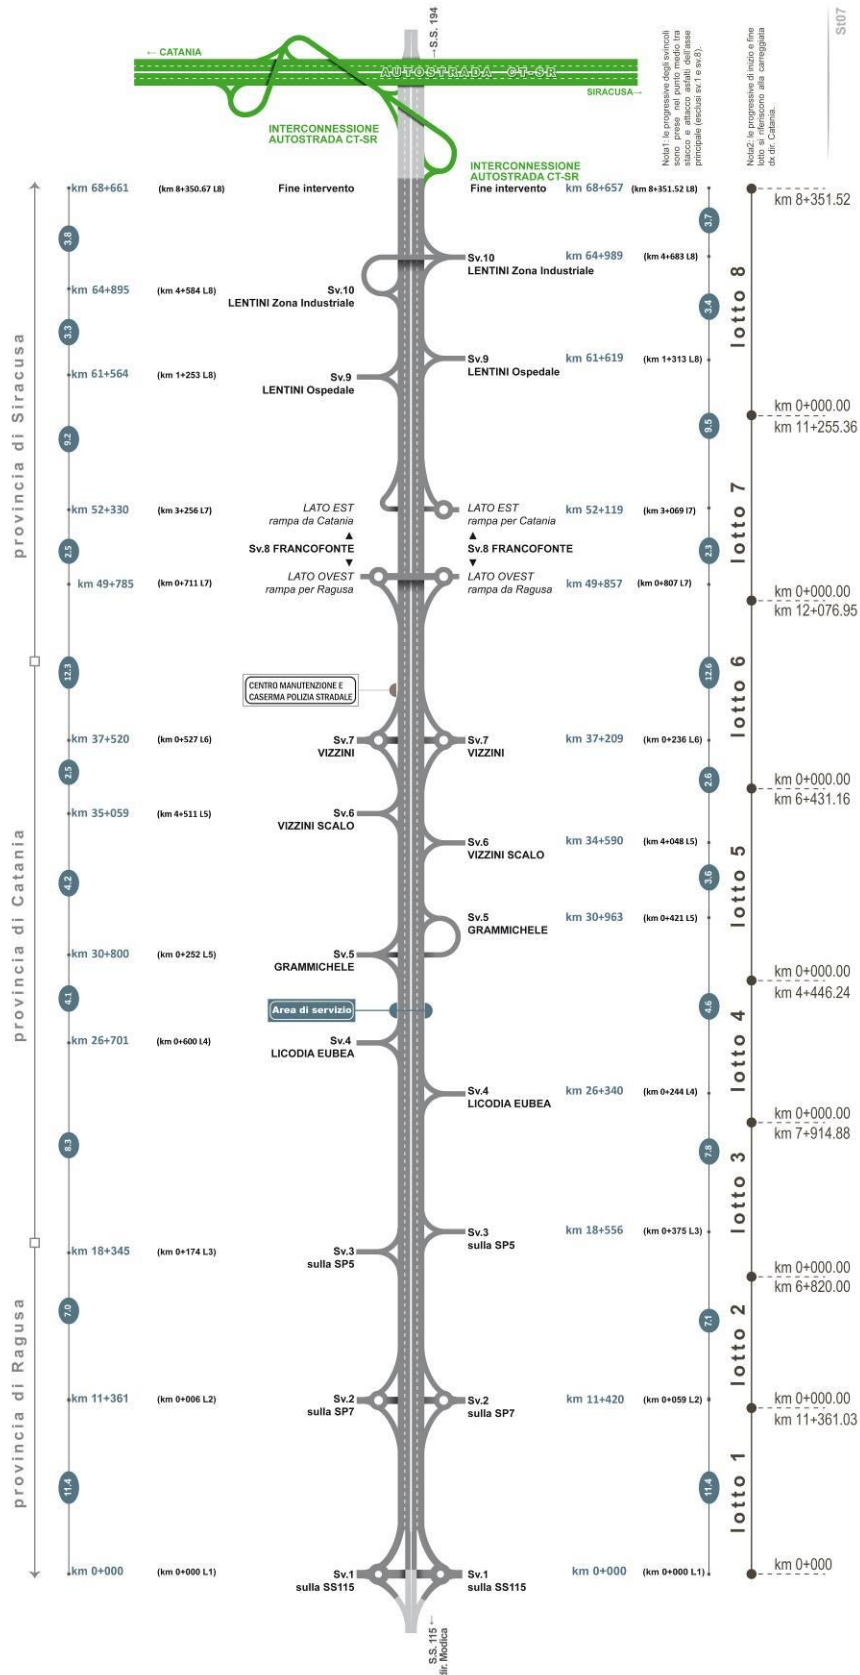 St07
→S.S. 194
← CATANIA
AUTOSTRADA CT-SR
SIRACUSA→
INTERCONNESSIONE
AUTOSTRADA CT-SR
INTERCONNESSIONE
AUTOSTRADA CT-SR
Nota1: le progressive degli svincoli
sono prese nel punto medio tra
stacco e attacco asfalti dell'asse
principale (esclusi sv.1 e sv.8).
Nota2: le progressive di inizio e fine
lotto si riferiscono alla carreggiata
dx dir. Catania.
km 68+661 (km 8+350.67 L8) Fine intervento
Fine intervento km 68+657 (km 8+351.52 L8)
km 8+351.52
3.8
3.7
Sv.10 km 64+989 (km 4+683 L8)
LENTINI Zona Industriale
km 64+895 (km 4+584 L8) Sv.10
LENTINI Zona Industriale
lotto 8
3.3
3.4
Sv.9 km 61+619 (km 1+313 L8)
LENTINI Ospedale
km 61+564 (km 1+253 L8) Sv.9
LENTINI Ospedale
provincia di Siracusa
km 0+000.00
km 11+255.36
9.2
9.5
km 52+330 (km 3+256 L7) LATO EST
rampa da Catania
LATO EST km 52+119 (km 3+069 l7)
rampa per Catania
lotto 7
▲ ▲
Sv.8 FRANCOFONTE
Sv.8 FRANCOFONTE
▼ ▼
2.5
2.3
km 49+785 (km 0+711 L7) LATO OVEST
rampa per Ragusa
LATO OVEST km 49+857 (km 0+807 L7)
rampa da Ragusa
km 0+000.00
km 12+076.95
12.3
12.6
lotto 6
CENTRO MANUTENZIONE E
CASERMA POLIZIA STRADALE
km 37+520 (km 0+527 L6) Sv.7
VIZZINI
Sv.7 km 37+209 (km 0+236 L6)
VIZZINI
2.5
2.6
km 0+000.00
km 6+431.16
km 35+059 (km 4+511 L5) Sv.6
VIZZINI SCALO
Sv.6 km 34+590 (km 4+048 L5)
VIZZINI SCALO
provincia di Catania
4.2
3.6
lotto 5
Sv.5 km 30+963 (km 0+421 L5)
GRAMMICHELE
km 30+800 (km 0+252 L5) Sv.5
GRAMMICHELE
km 0+000.00
km 4+446.24
4.1
4.6
Area di servizio
km 26+701 (km 0+600 L4) Sv.4
LICODIA EUBEA
lotto 4
Sv.4 km 26+340 (km 0+244 L4)
LICODIA EUBEA
km 0+000.00
km 7+914.88
8.3
7.8
lotto 3
Sv.3 km 18+556 (km 0+375 L3)
sulla SP5
km 18+345 (km 0+174 L3) Sv.3
sulla SP5
km 0+000.00
km 6+820.00
7.0
7.1
lotto 2
provincia di Ragusa
km 11+361 (km 0+006 L2) Sv.2
sulla SP7
Sv.2 km 11+420 (km 0+059 L2)
sulla SP7
km 0+000.00
km 11+361.03
11.4
11.4
lotto 1
km 0+000 (km 0+000 L1) Sv.1
sulla SS115
Sv.1 km 0+000 (km 0+000 L1)
sulla SS115
km 0+000
S.S. 115 ←
dir. Modica